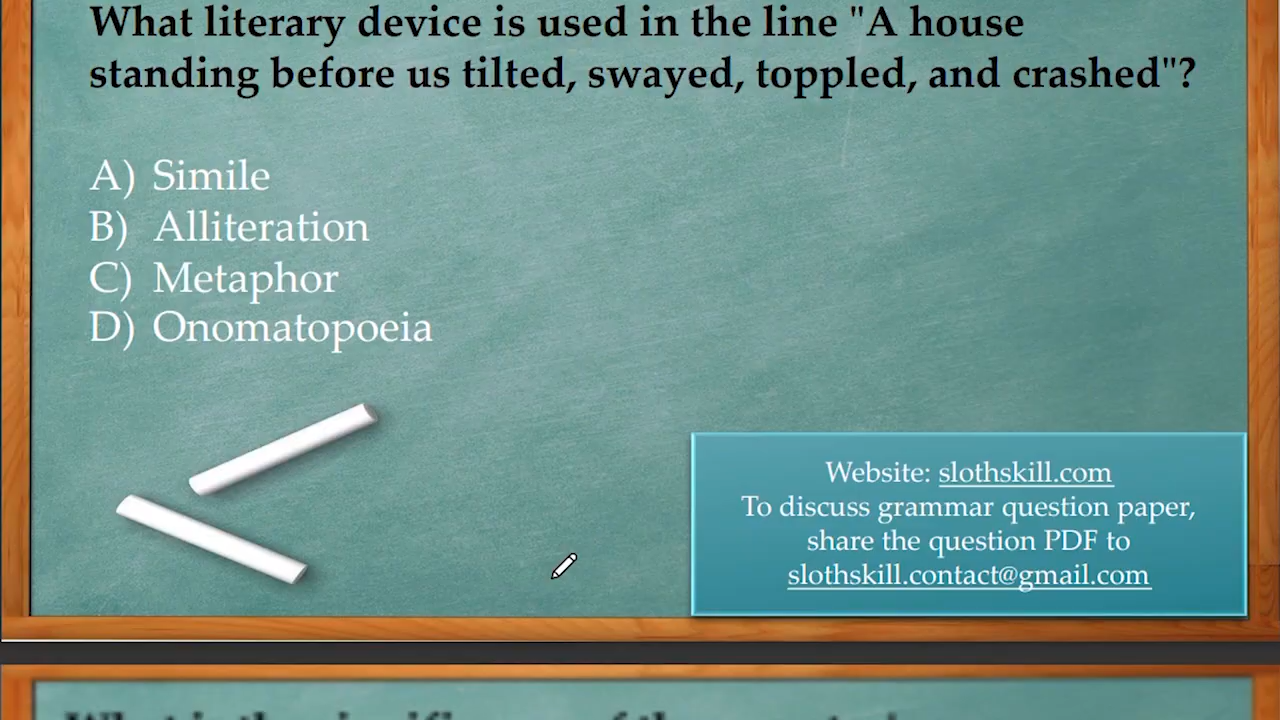 What literary device is used in the line "A house
standing before us tilted, swayed, toppled, and crashed"?
A) Simile
B) Alliteration
C) Metaphor
D) Onomatopoeia
Website: slothskill.com
To discuss grammar question paper,
share the question PDF to
slothskill.contact@gmail.com